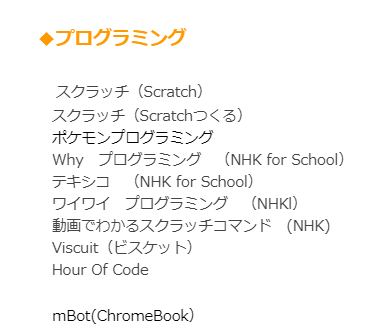 ◆プログラミング
スクラッチ（Scratch）
スクラッチ（Scratchつくる）
ポケモンプログラミング
Why　プログラミング　（NHK for School）
テキシコ　（NHK for School）
ワイワイ　プログラミング　（NHKl）
動画でわかるスクラッチコマンド　(NHK)
Viscuit（ビスケット）
Hour Of Code
mBot(ChromeBook）